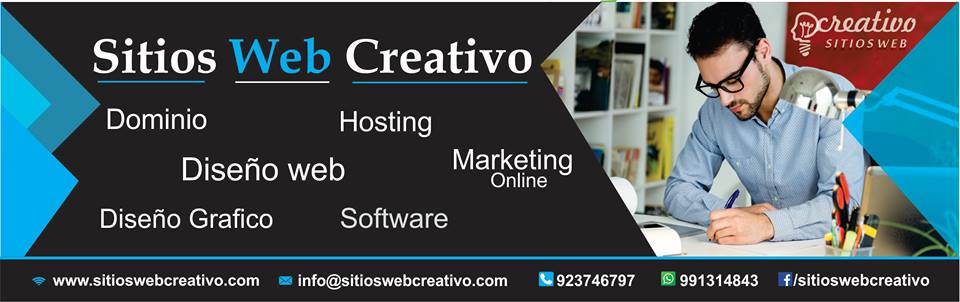 Sitios Web Creativo
creativo
SITIOS WEB
Dominio
Hosting
Diseño web
Marketing
Online
Diseño Grafico
Software
www.sitioswebcreativo.com
info@sitioswebcreativo.com
923746797
991314843
f/sitioswebcreativo